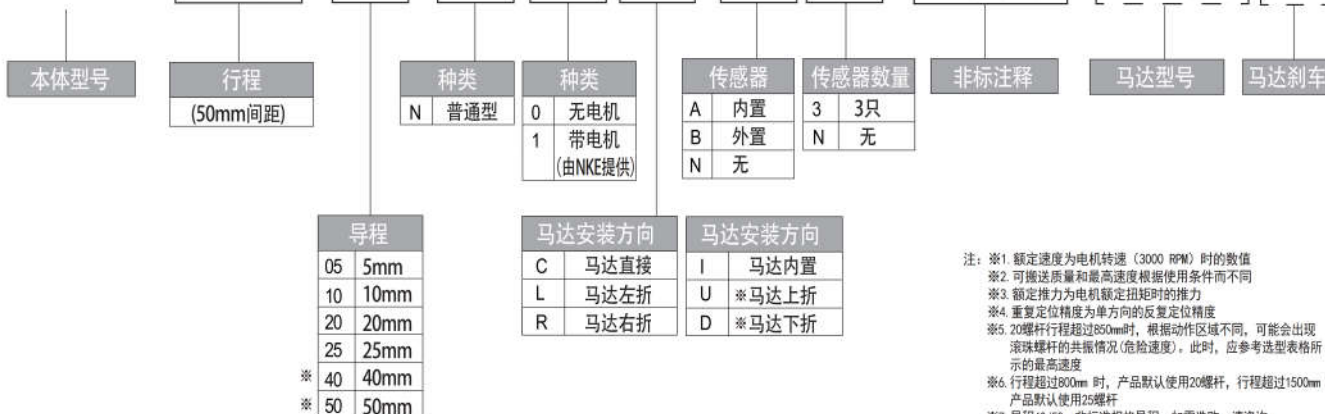 本体型号
行程
(50mm间距)
种类
N 普通型
种类
0 无电机
1 带电机
(由NKE提供)
传感器
A 内置
B 外置
N 无
传感器数量
3 3只
N 无
非标注释
马达型号
马达刹车
导程
05 5mm
10 10mm
20 20mm
25 25mm
※ 40 40mm
※ 50 50mm
马达安装方向
C 马达直接
L 马达左折
R 马达右折
马达安装方向
I 马达内置
U ※马达上折
D ※马达下折
注：※1. 额定速度为电机转速（3000 RPM）时的数值
※2. 可搬送质量和最高速度根据使用条件而不同
※3. 额定推力为电机额定扭矩时的推力
※4. 重复定位精度为单方向的反复定位精度
※5. 20螺杆行程超过850mm时，根据动作区域不同，可能会出现
滚珠螺杆的共振情况(危险速度)。此时，应参考选型表格所
示的最高速度
※6. 行程超过800mm 时，产品默认使用20螺杆，行程超过1500mm
产品默认使用25螺杆